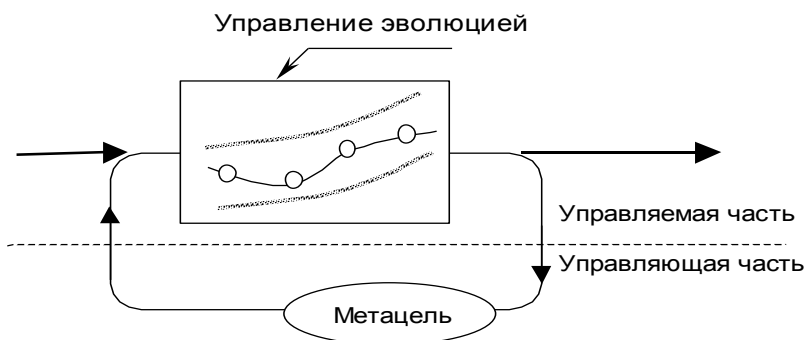 Управление эволюцией
Управляемая часть
Управляющая часть
Метацель